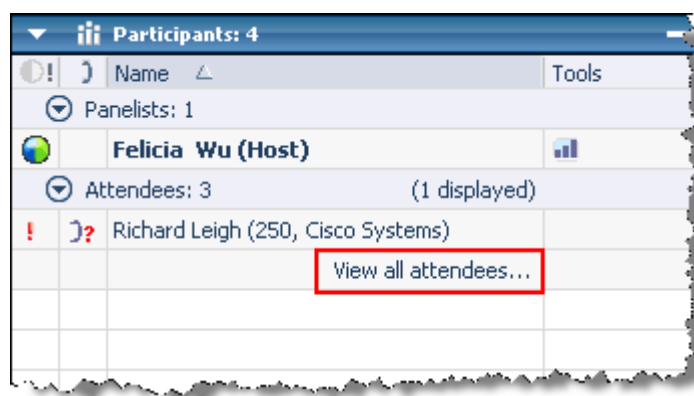 Participants: 4
! Name Tools
Panelists: 1
Felicia Wu (Host)
Attendees: 3 (1 displayed)
! ? Richard Leigh (250, Cisco Systems)
View all attendees...